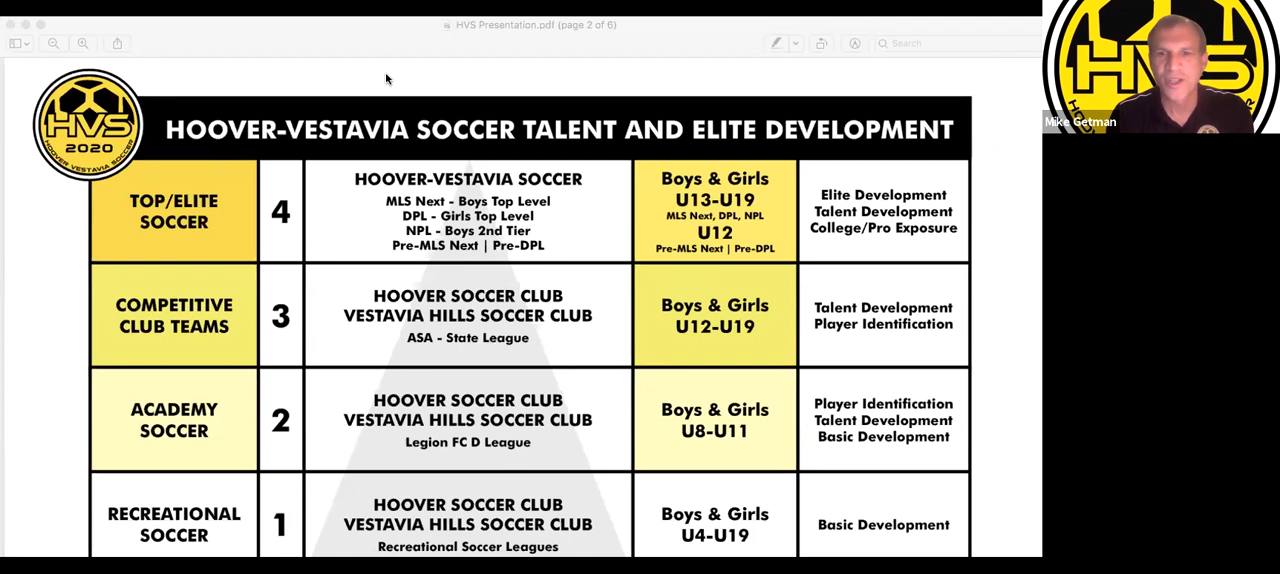 HVS Presentation.pdf (page 2 of 6)
Search
HVS
2020
HOOVER VESTAVIA SOCCER
HOOVER-VESTAVIA SOCCER TALENT AND ELITE DEVELOPMENT
TOP/ELITE
SOCCER
4
HOOVER-VESTAVIA SOCCER
MLS Next - Boys Top Level
DPL - Girls Top Level
NPL - Boys 2nd Tier
Pre-MLS Next | Pre-DPL
Boys & Girls
U13-U19
MLS Next, DPL, NPL
U12
Pre-MLS Next | Pre-DPL
Elite Development
Talent Development
College/Pro Exposure
COMPETITIVE
CLUB TEAMS
3
HOOVER SOCCER CLUB
VESTAVIA HILLS SOCCER CLUB
ASA - State League
Boys & Girls
U12-U19
Talent Development
Player Identification
ACADEMY
SOCCER
2
HOOVER SOCCER CLUB
VESTAVIA HILLS SOCCER CLUB
Legion FC D League
Boys & Girls
U8-U11
Player Identification
Talent Development
Basic Development
RECREATIONAL
SOCCER
1
HOOVER SOCCER CLUB
VESTAVIA HILLS SOCCER CLUB
Recreational Soccer Leagues
Boys & Girls
U4-U19
Basic Development
HVS
Mike Getman